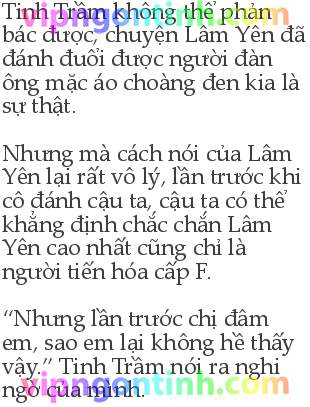 Tinh Trầm không thể phản
bác được, chuyện Lâm Yên đã
đánh đuổi được người đàn
ông mặc áo choàng đen kia là
sự thật.
Nhưng mà cách nói của Lâm
Yên lại rất vô lý, lần trước khi
cô đánh cậu ta, cậu ta có thể
khẳng định chắc chắn Lâm
Yên cao nhất cũng chỉ là
người tiến hóa cấp F.
“Nhưng lần trước chị đâm
em, sao em lại không hề thấy
vậy.” Tinh Trầm nói ra nghi
ngờ của mình.
vipngontinh.com
vipngontinh.com